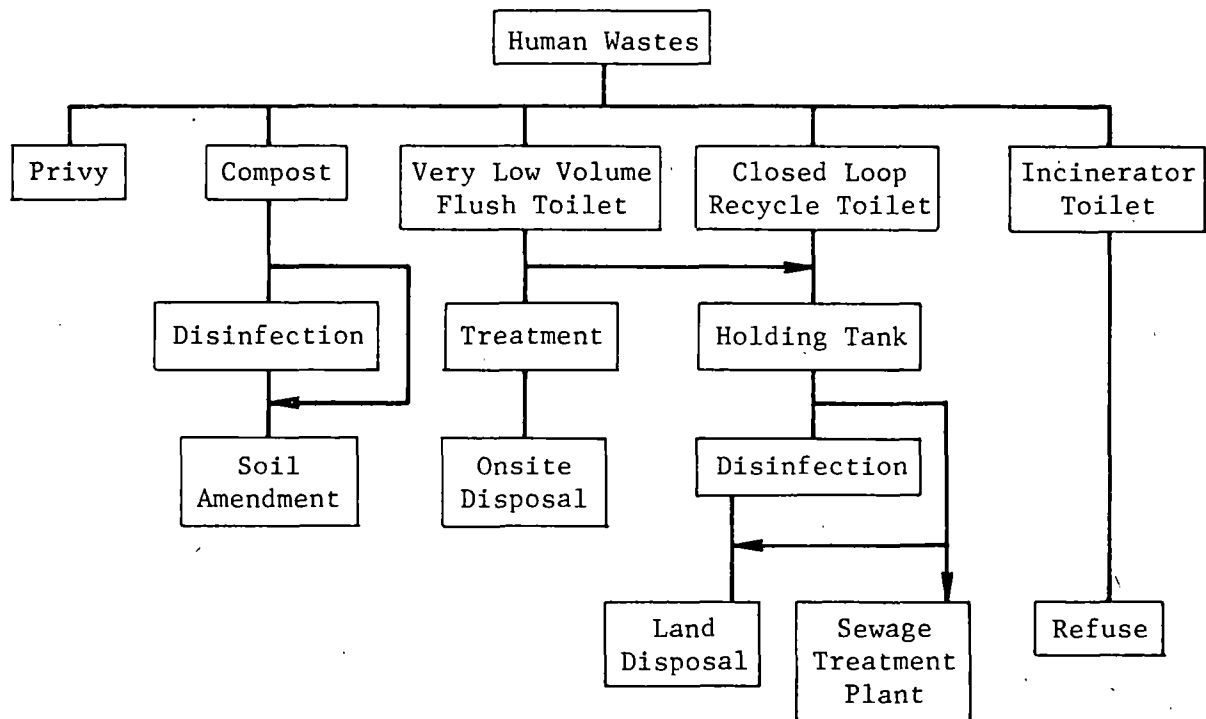 Human Wastes
Privy
Compost
Very Low Volume
Flush Toilet
Closed Loop
Recycle Toilet
Incinerator
Toilet
Disinfection
Treatment
Holding Tank
Soil
Amendment
Onsite
Disposal
Disinfection
Land
Disposal
Sewage
Treatment
Plant
Refuse